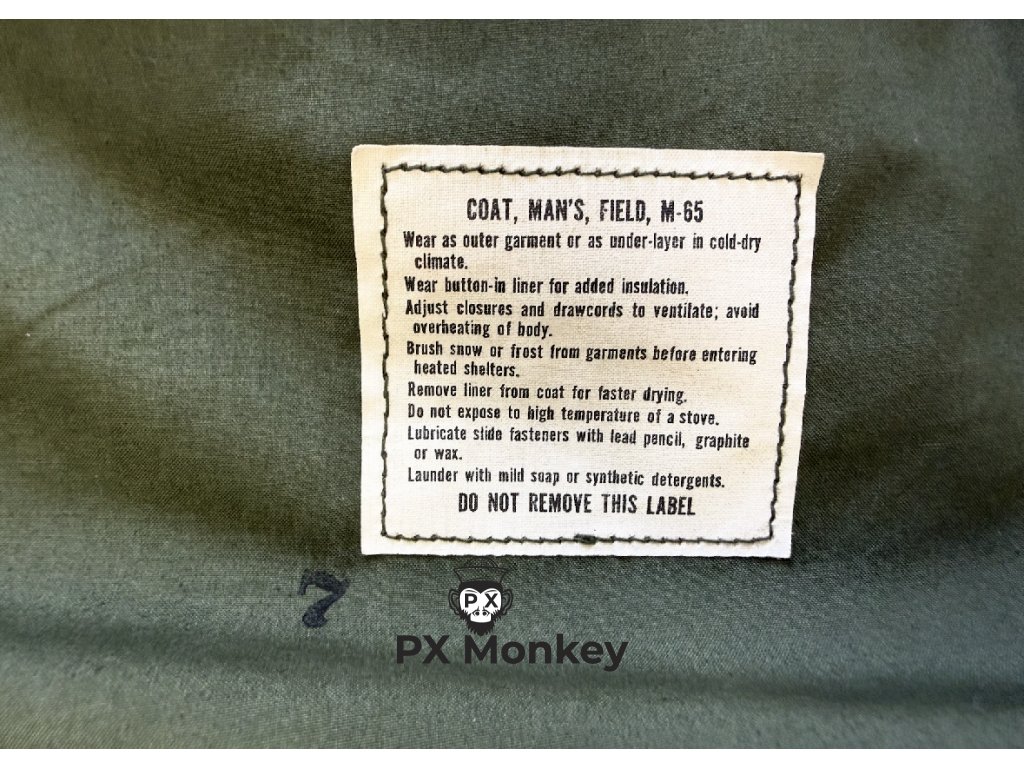 COAT, MAN'S, FIELD, M-65
Wear as outer garment or as under-layer in cold-dry
climate.
Wear button-in liner for added insulation.
Adjust closures and drawcords to ventilate; avoid
overheating of body.
Brush snow or frost from garments before entering
heated shelters.
Remove liner from coat for faster drying.
Do not expose to high temperature of a stove.
Lubricate slide fasteners with lead pencil, graphite
or wax.
Launder with mild soap or synthetic detergents.
DO NOT REMOVE THIS LABEL
7
PX
PX Monkey